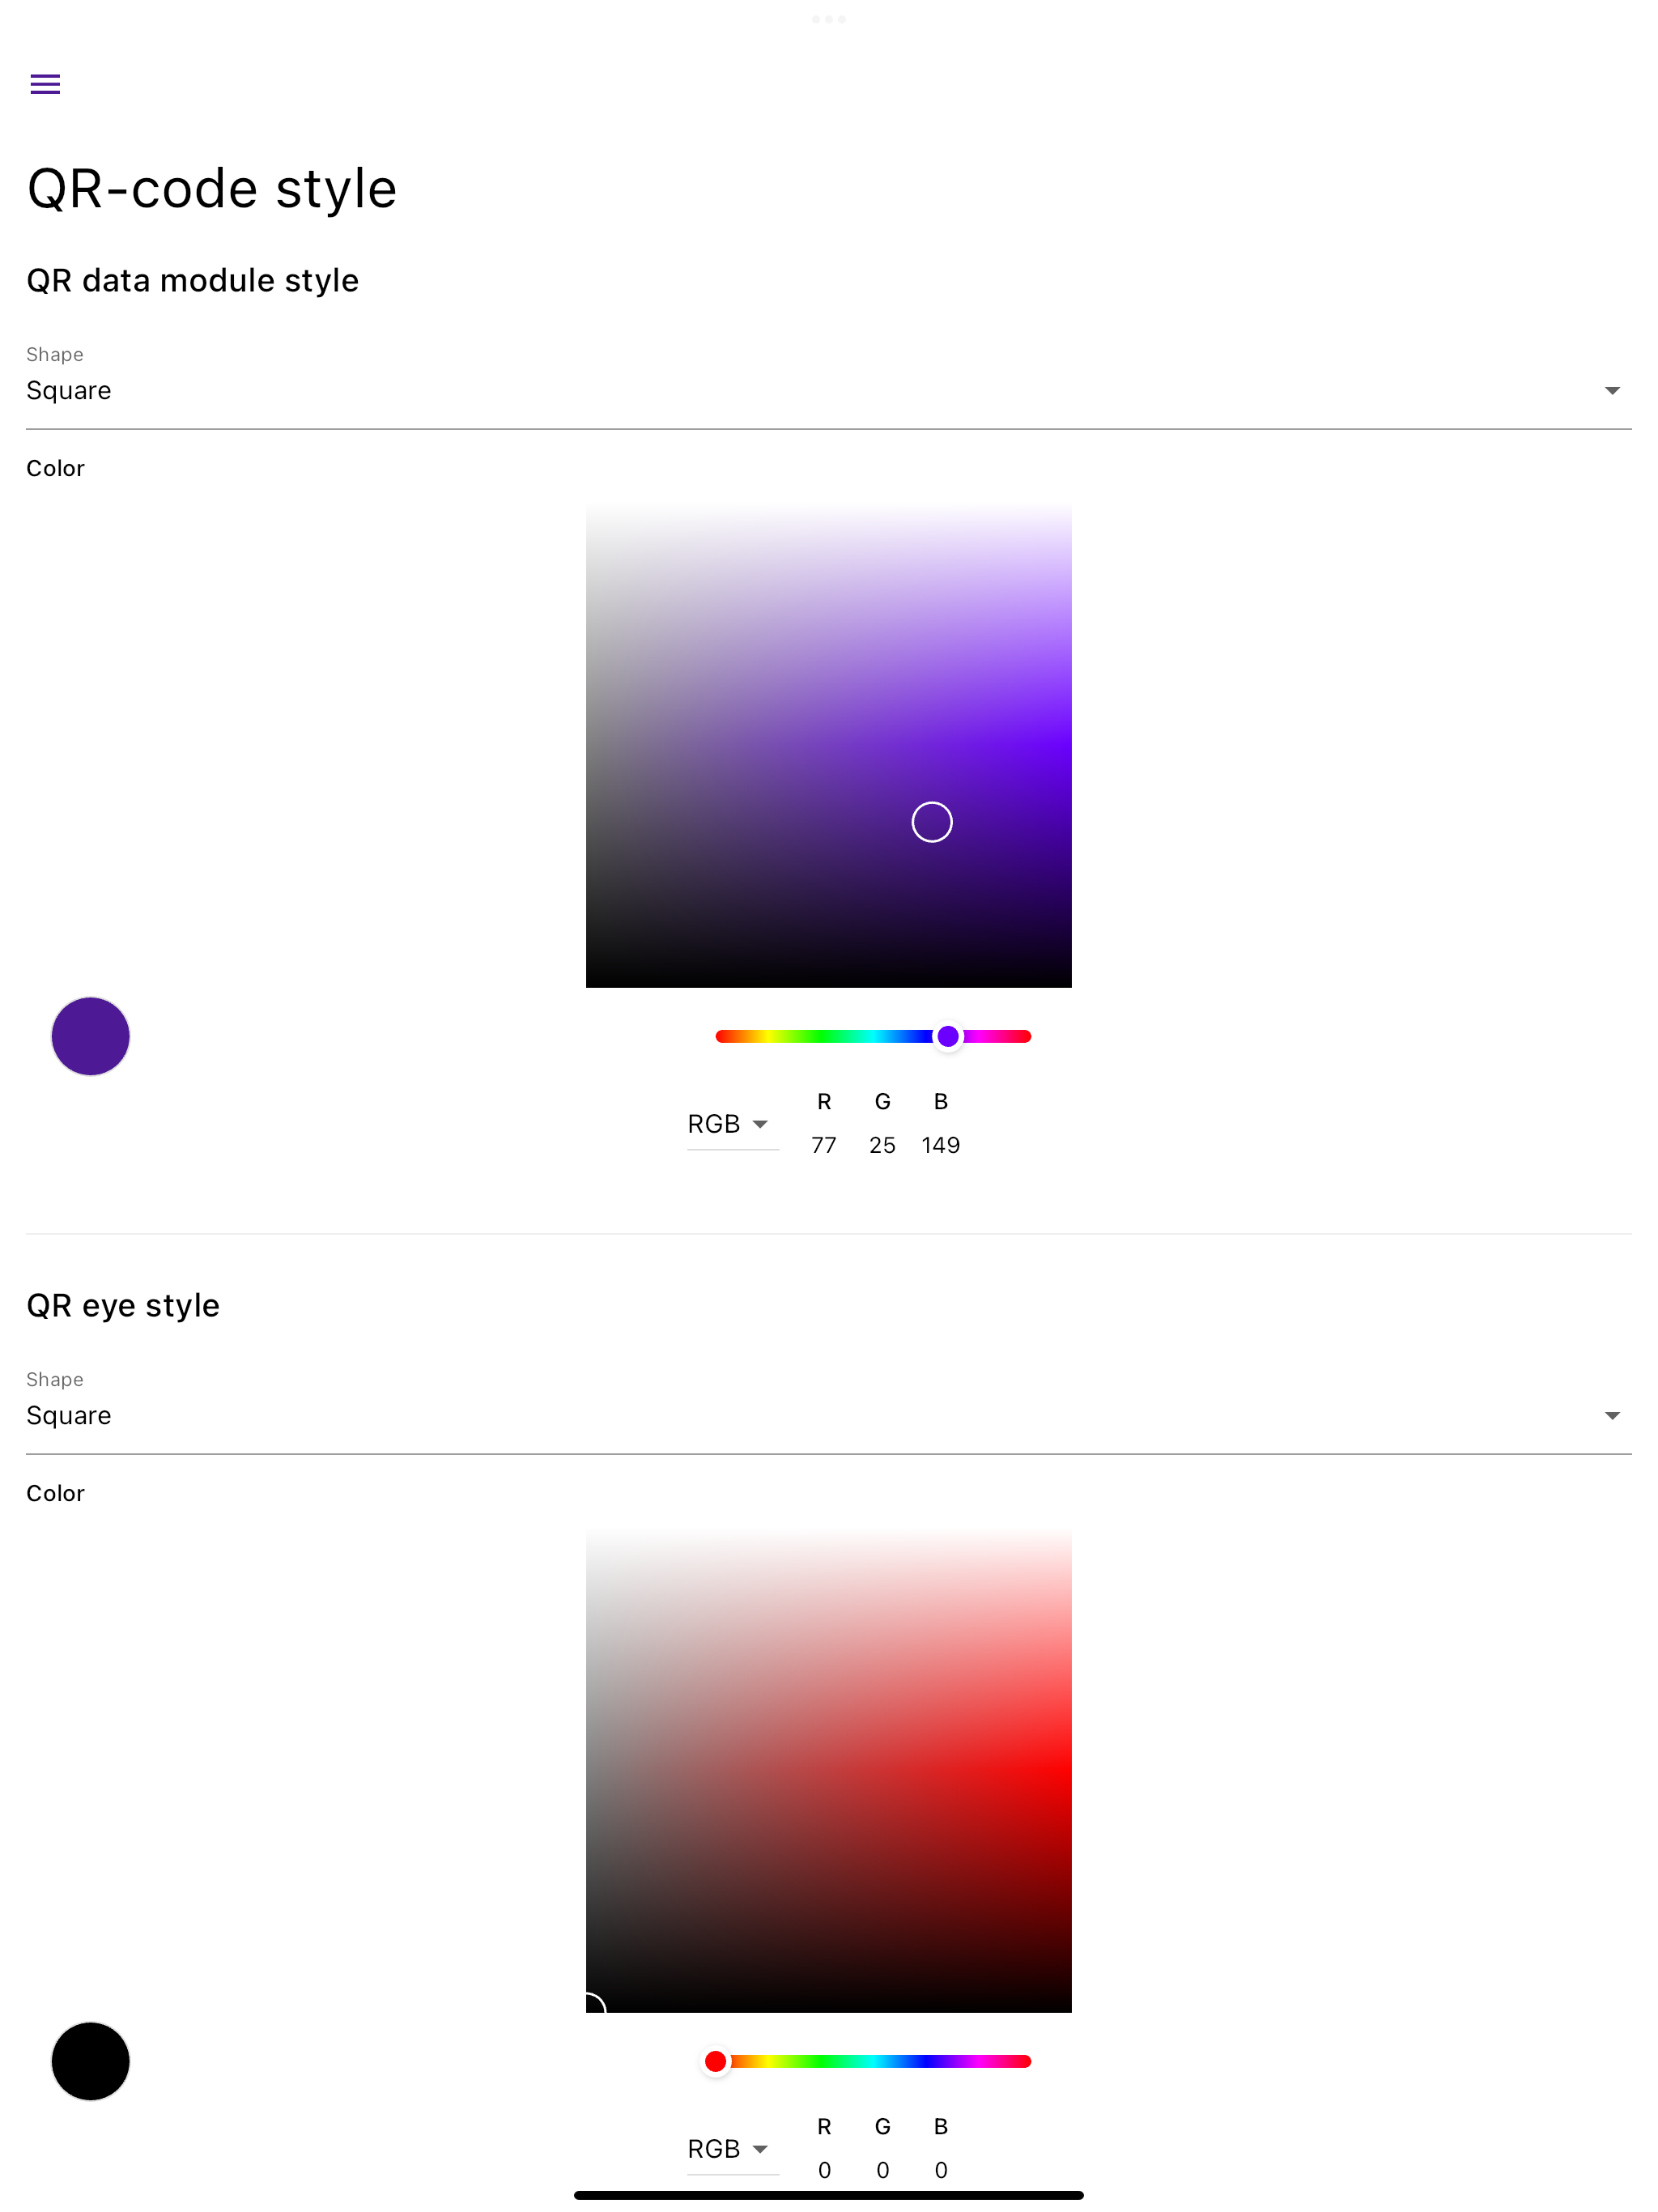 QR-code style
QR data module style
Shape
Square
Color
RGB
R G B
77 25 149
QR eye style
Shape
Square
Color
RGB
R G B
0 0 0